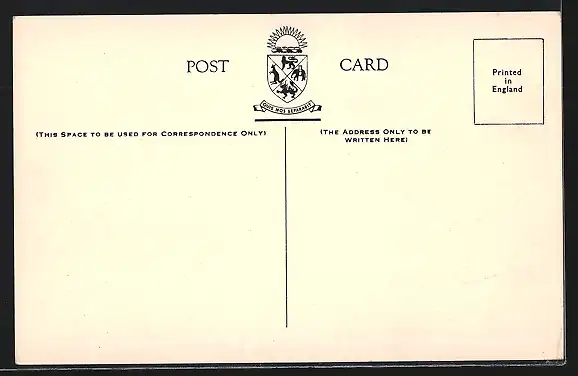 POST CARD
QUIS NOS SEPARABIT
Printed
in
England
(THIS SPACE TO BE USED FOR CORRESPONDENCE ONLY)
(THE ADDRESS ONLY TO BE
WRITTEN HERE)